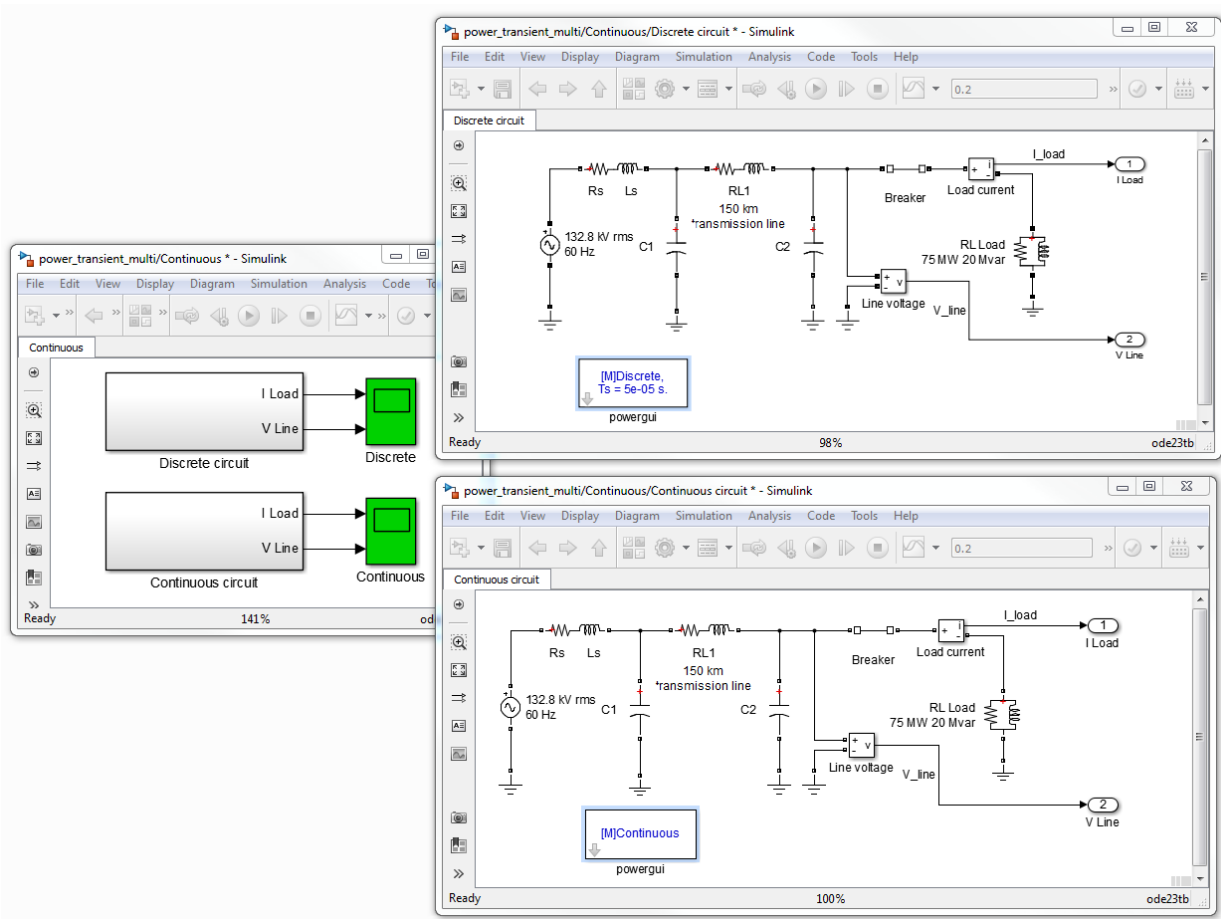 power_transient_multi/Continuous/Discrete circuit * - Simulink
File Edit View Display Diagram Simulation Analysis Code Tools Help
0.2
Discrete circuit
I_load
1
I Load
Rs Ls
RL1
150 km
*ransmission line
Breaker
Load current
132.8 kV rms
60 Hz
C1
C2
RL Load
75 MW 20 Mvar
+
-
i
+
-
v
Line voltage
V_line
2
V Line
[M]Discrete,
Ts = 5e-05 s.
powergui
Ready 98% ode23tb
power_transient_multi/Continuous * - Simulink
File Edit View Display Diagram Simulation Analysis Code
Continuous
I Load
V Line
Discrete circuit
Discrete
I Load
V Line
Continuous circuit
Continuous
Ready 141%
power_transient_multi/Continuous/Continuous circuit * - Simulink
File Edit View Display Diagram Simulation Analysis Code Tools Help
0.2
Continuous circuit
I_load
1
I Load
Rs Ls
RL1
150 km
*ransmission line
Breaker
Load current
132.8 kV rms
60 Hz
C1
C2
RL Load
75 MW 20 Mvar
+
-
i
+
-
v
Line voltage
V_line
2
V Line
[M]Continuous
powergui
Ready 100% ode23tb